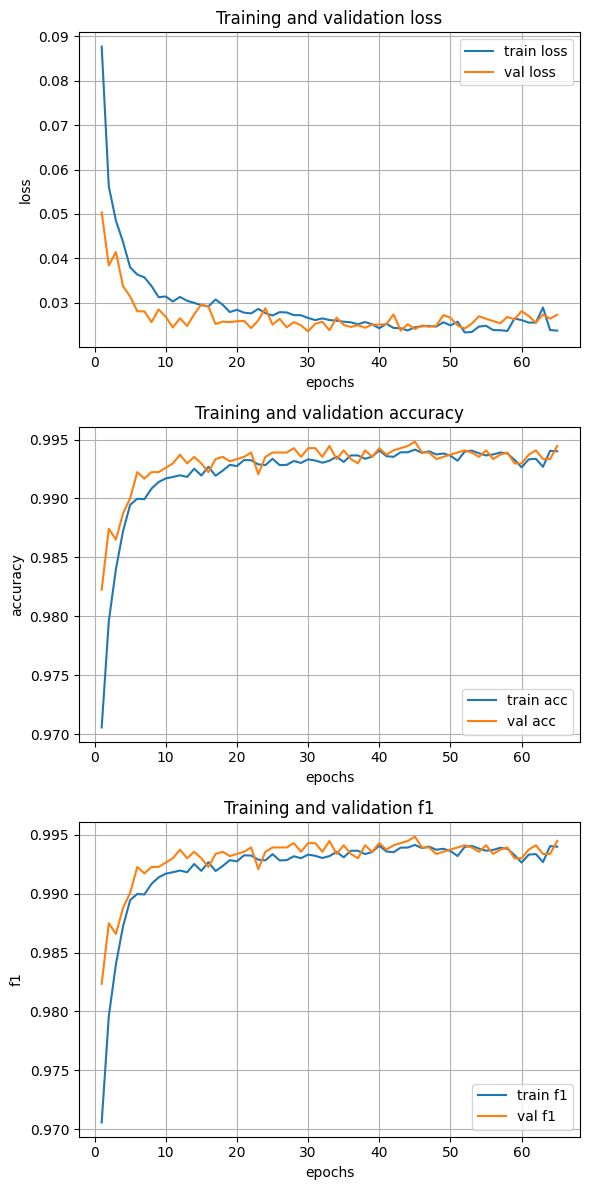 Training and validation loss
0.09
0.08
0.07
0.06
0.05
0.04
0.03
loss
train loss
val loss
0 10 20 30 40 50 60
epochs
Training and validation accuracy
0.995
0.990
0.985
0.980
0.975
0.970
accuracy
train acc
val acc
0 10 20 30 40 50 60
epochs
Training and validation f1
0.995
0.990
0.985
0.980
0.975
0.970
f1
train f1
val f1
0 10 20 30 40 50 60
epochs